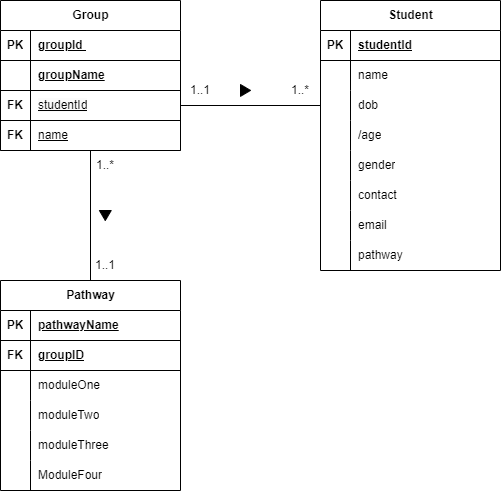 Group
PK groupId
groupName
FK studentId
FK name
1..1
1..*
Student
PK studentId
name
dob
/age
gender
contact
email
pathway
1..*
1..1
Pathway
PK pathwayName
FK groupID
moduleOne
moduleTwo
moduleThree
ModuleFour